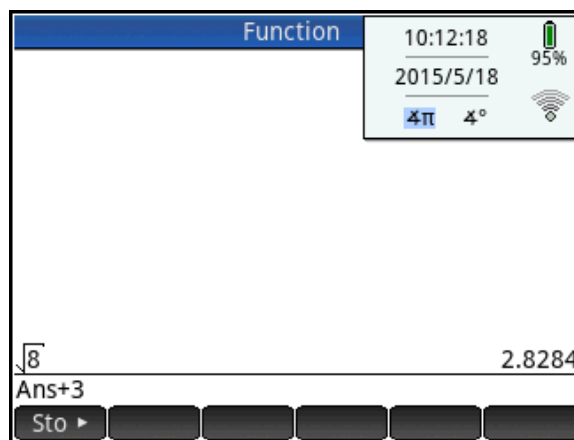 Function
10:12:18
95%
2015/5/18
∡π ∡°
√8 2.8284
Ans+3
Sto ►